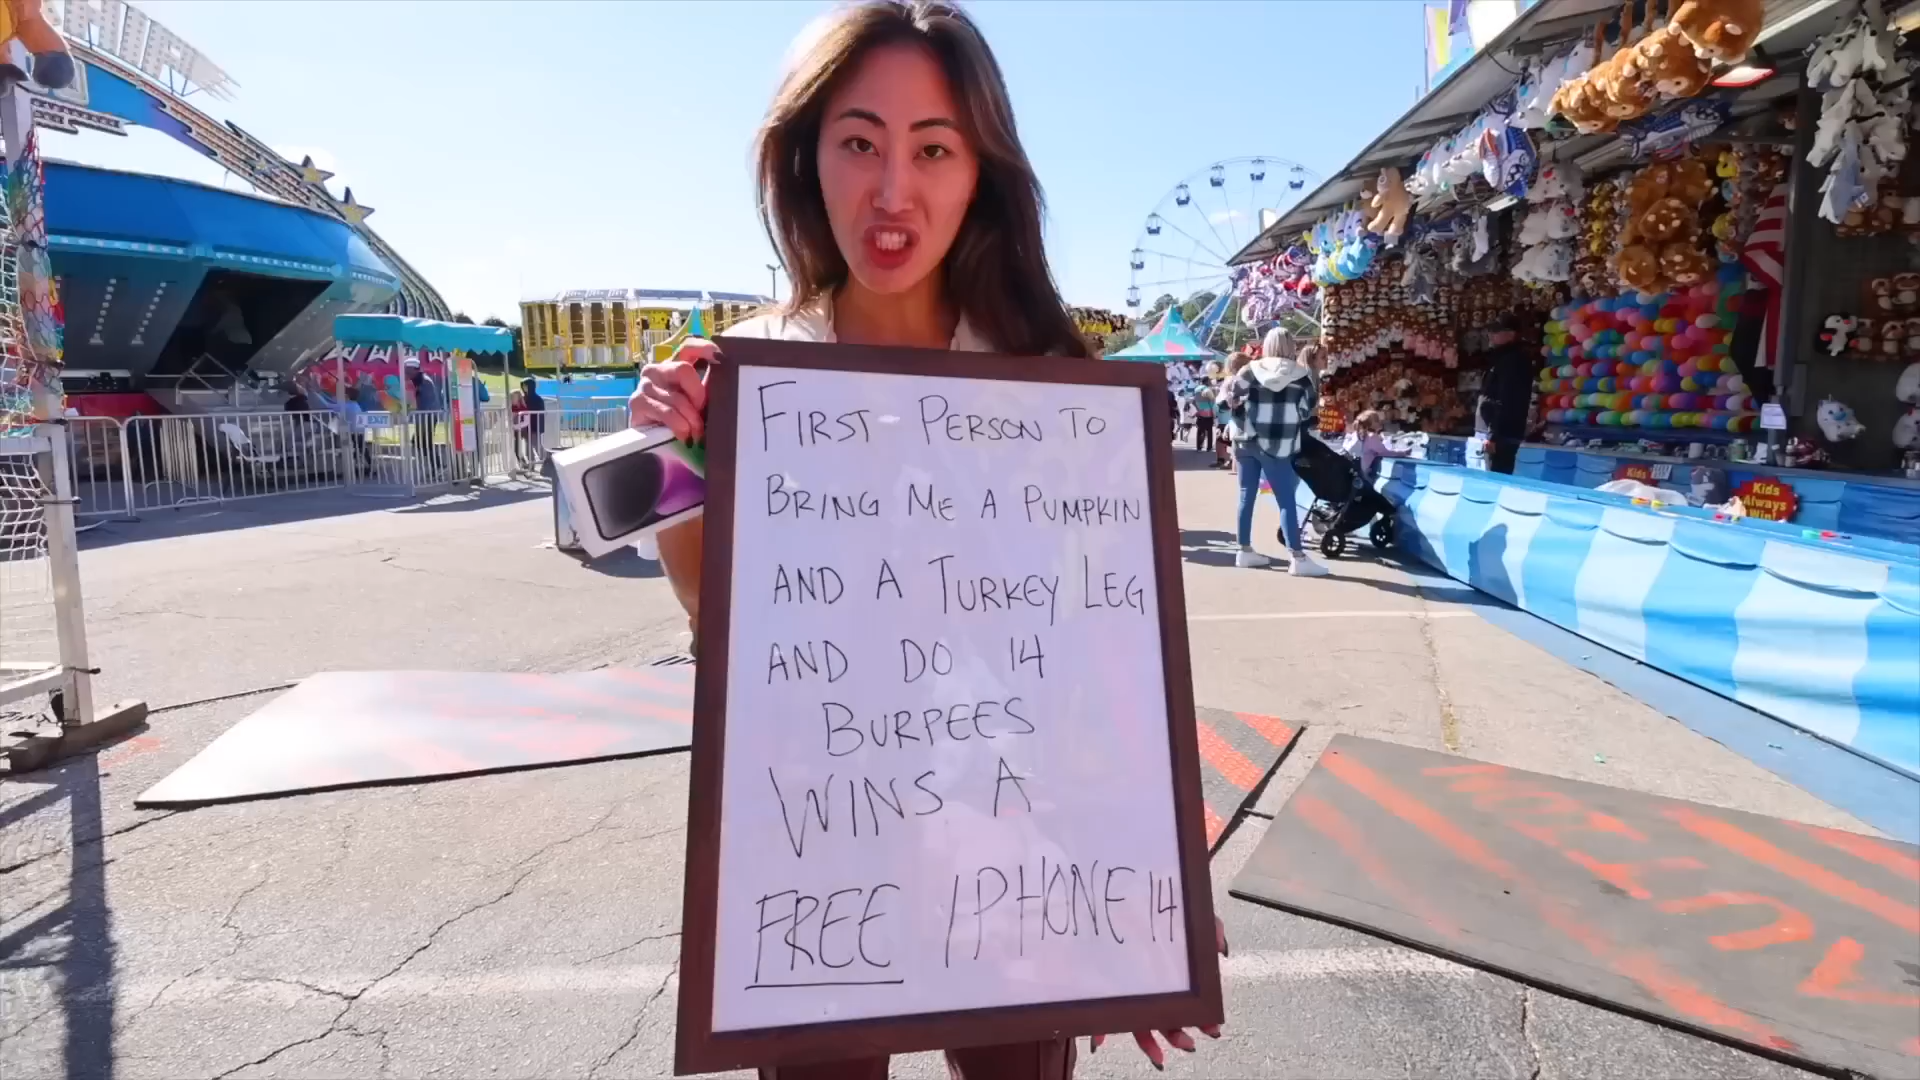 FIRST PERSON TO
BRING ME A PUMPKIN
AND A TURKEY LEG
AND DO 14
BURPEES
WINS A
FREE IPHONE 14
Kids
Always
Win!
Kids